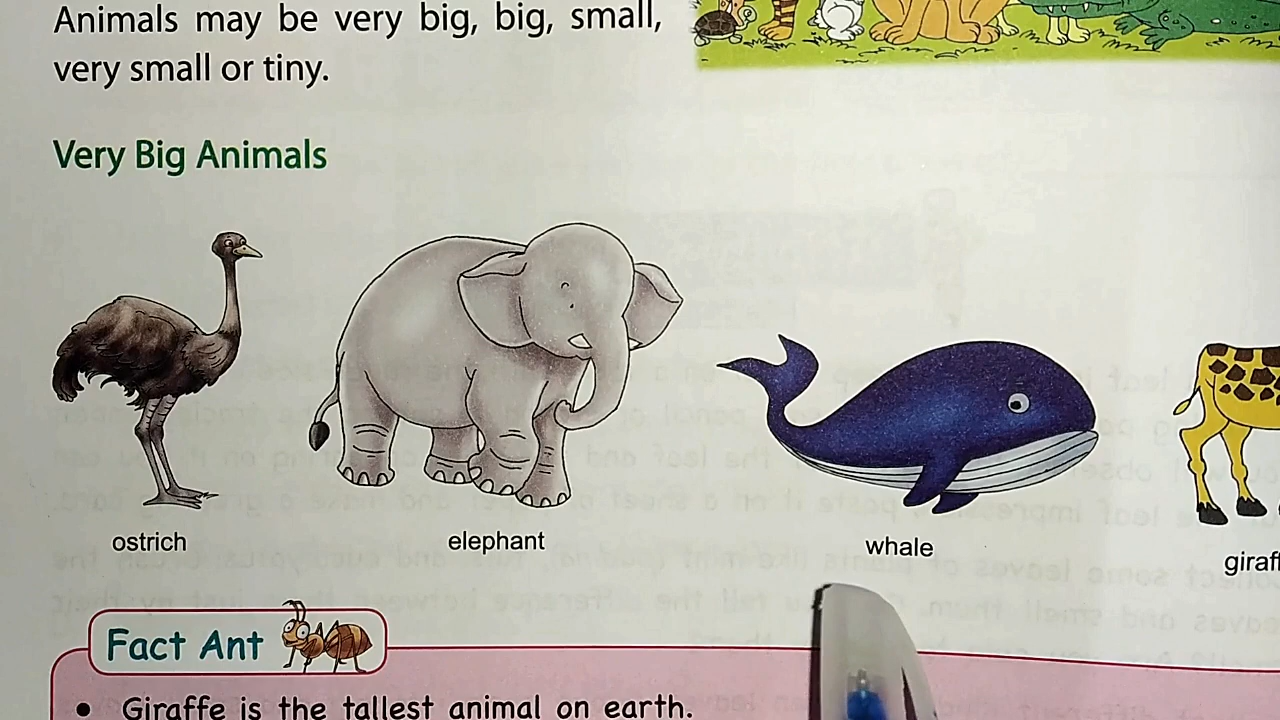 Animals may be very big, big, small,
very small or tiny.
Very Big Animals
ostrich
elephant
whale
giraf
Fact Ant
• Giraffe is the tallest animal on earth.